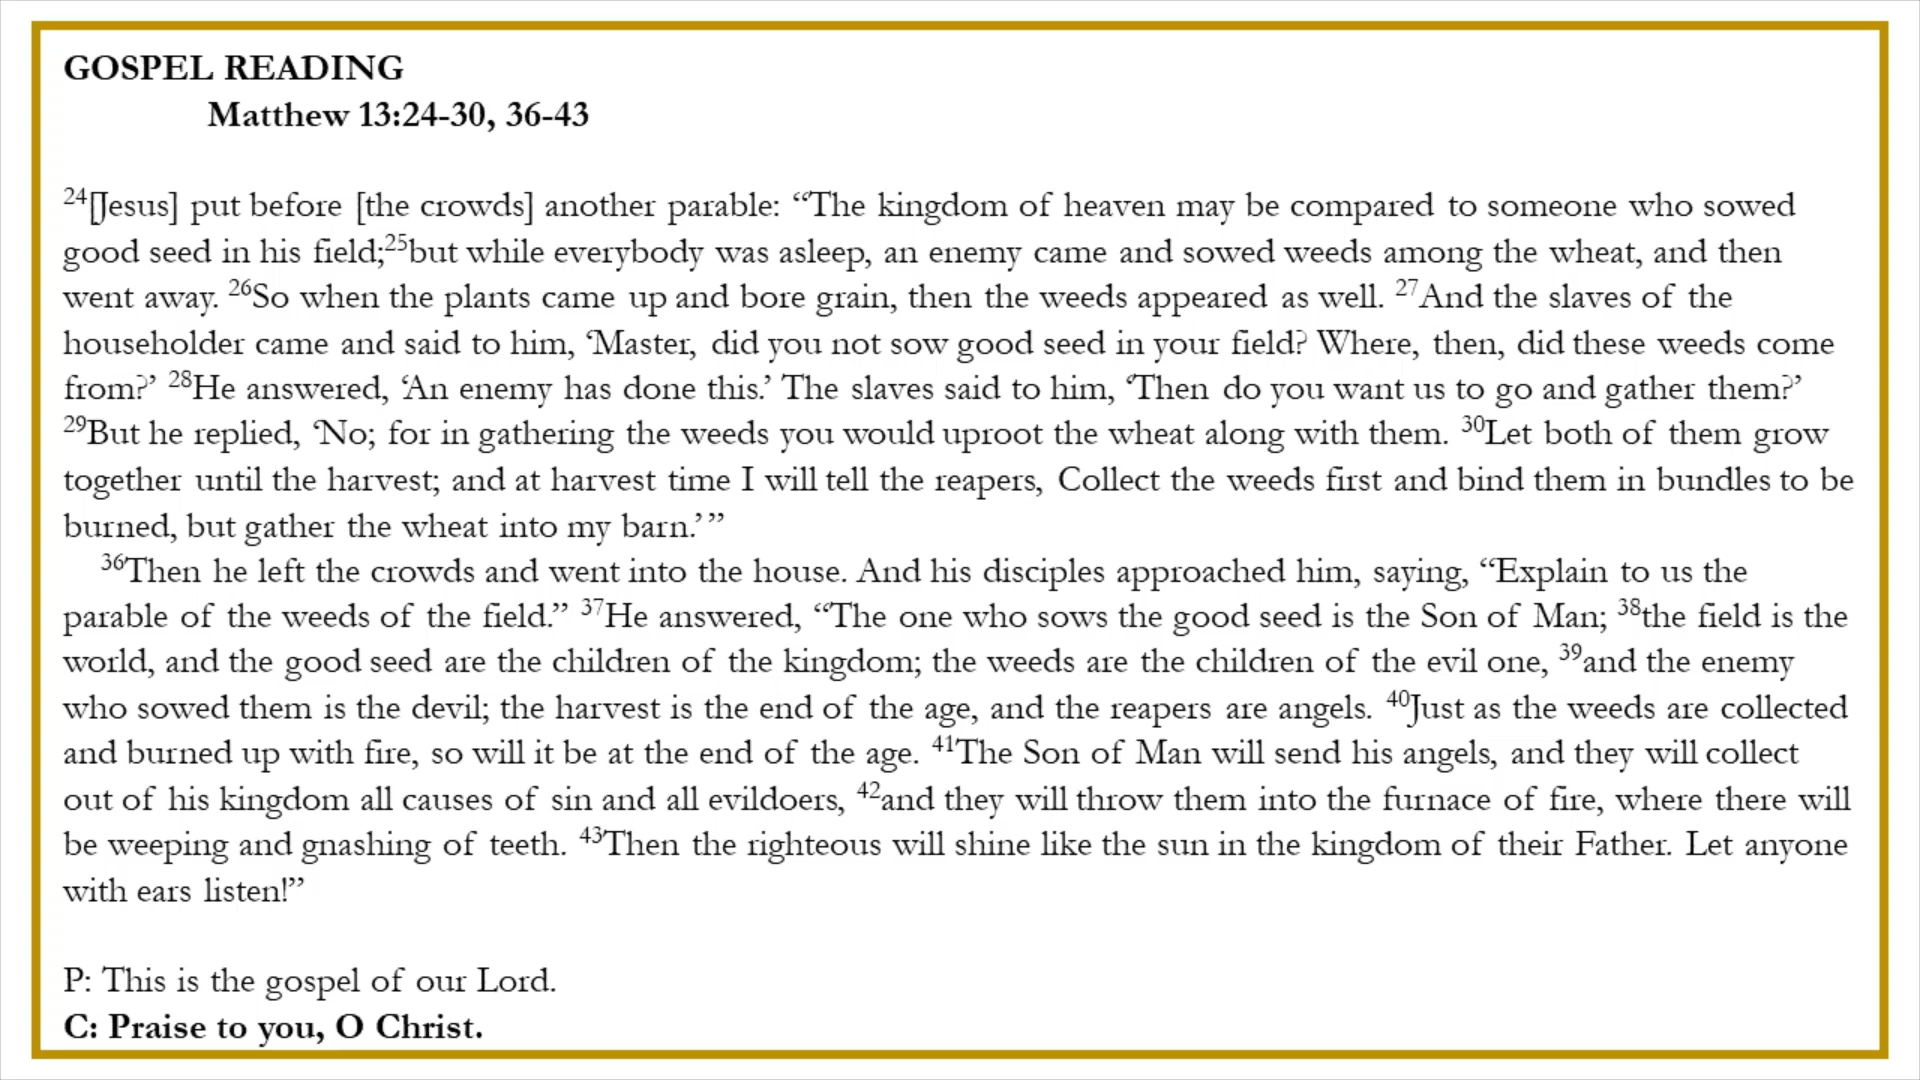 GOSPEL READING
Matthew 13:24-30, 36-43
24[Jesus] put before [the crowds] another parable: “The kingdom of heaven may be compared to someone who sowed
good seed in his field;25but while everybody was asleep, an enemy came and sowed weeds among the wheat, and then
went away. 26So when the plants came up and bore grain, then the weeds appeared as well. 27And the slaves of the
householder came and said to him, ‘Master, did you not sow good seed in your field? Where, then, did these weeds come
from?’ 28He answered, ‘An enemy has done this.’ The slaves said to him, ‘Then do you want us to go and gather them?’
29But he replied, ‘No; for in gathering the weeds you would uproot the wheat along with them. 30Let both of them grow
together until the harvest; and at harvest time I will tell the reapers, Collect the weeds first and bind them in bundles to be
burned, but gather the wheat into my barn.’”
36Then he left the crowds and went into the house. And his disciples approached him, saying, “Explain to us the
parable of the weeds of the field.” 37He answered, “The one who sows the good seed is the Son of Man; 38the field is the
world, and the good seed are the children of the kingdom; the weeds are the children of the evil one, 39and the enemy
who sowed them is the devil; the harvest is the end of the age, and the reapers are angels. 40Just as the weeds are collected
and burned up with fire, so will it be at the end of the age. 41The Son of Man will send his angels, and they will collect
out of his kingdom all causes of sin and all evildoers, 42and they will throw them into the furnace of fire, where there will
be weeping and gnashing of teeth. 43Then the righteous will shine like the sun in the kingdom of their Father. Let anyone
with ears listen!”
P: This is the gospel of our Lord.
C: Praise to you, O Christ.